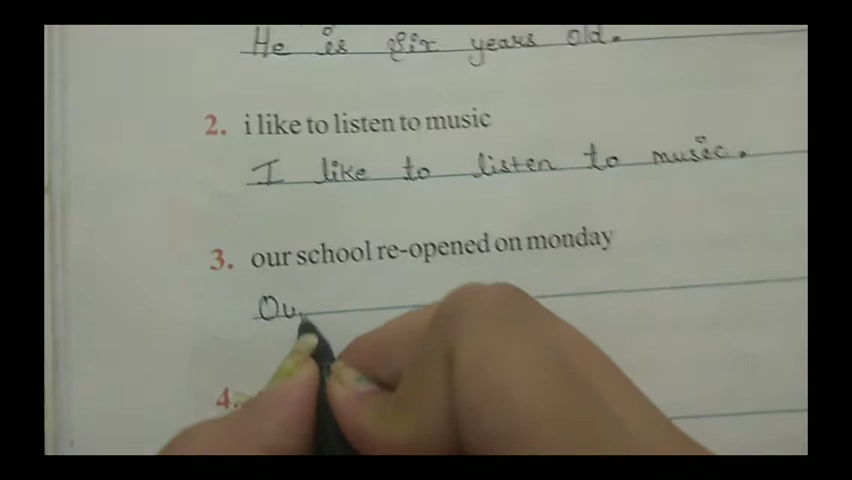 He is six years old.
2. i like to listen to music
I like to listen to music.
3. our school re-opened on monday
Ou
4.